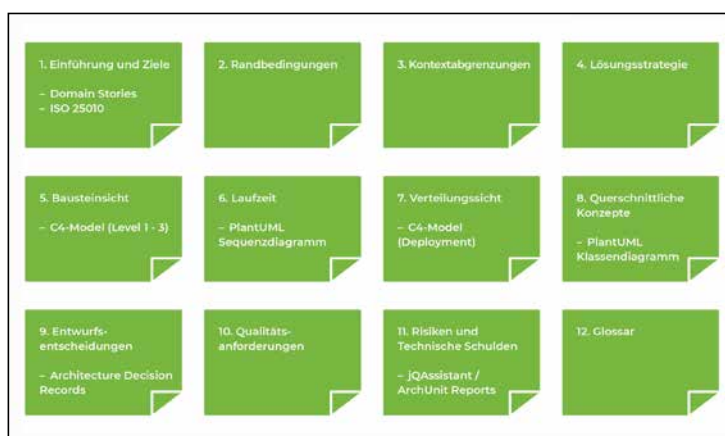 1. Einführung und Ziele
– Domain Stories
– ISO 25010
2. Randbedingungen
3. Kontextabgrenzungen
4. Lösungsstrategie
5. Bausteinsicht
– C4-Model (Level 1 - 3)
6. Laufzeit
– PlantUML
Sequenzdiagramm
7. Verteilungssicht
– C4-Model
(Deployment)
8. Querschnittliche
Konzepte
– PlantUML
Klassendiagramm
9. Entwurfs-
entscheidungen
– Architecture Decision
Records
10. Qualitäts-
anforderungen
11. Risiken und
Technische Schulden
– jQAssistant /
ArchUnit Reports
12. Glossar